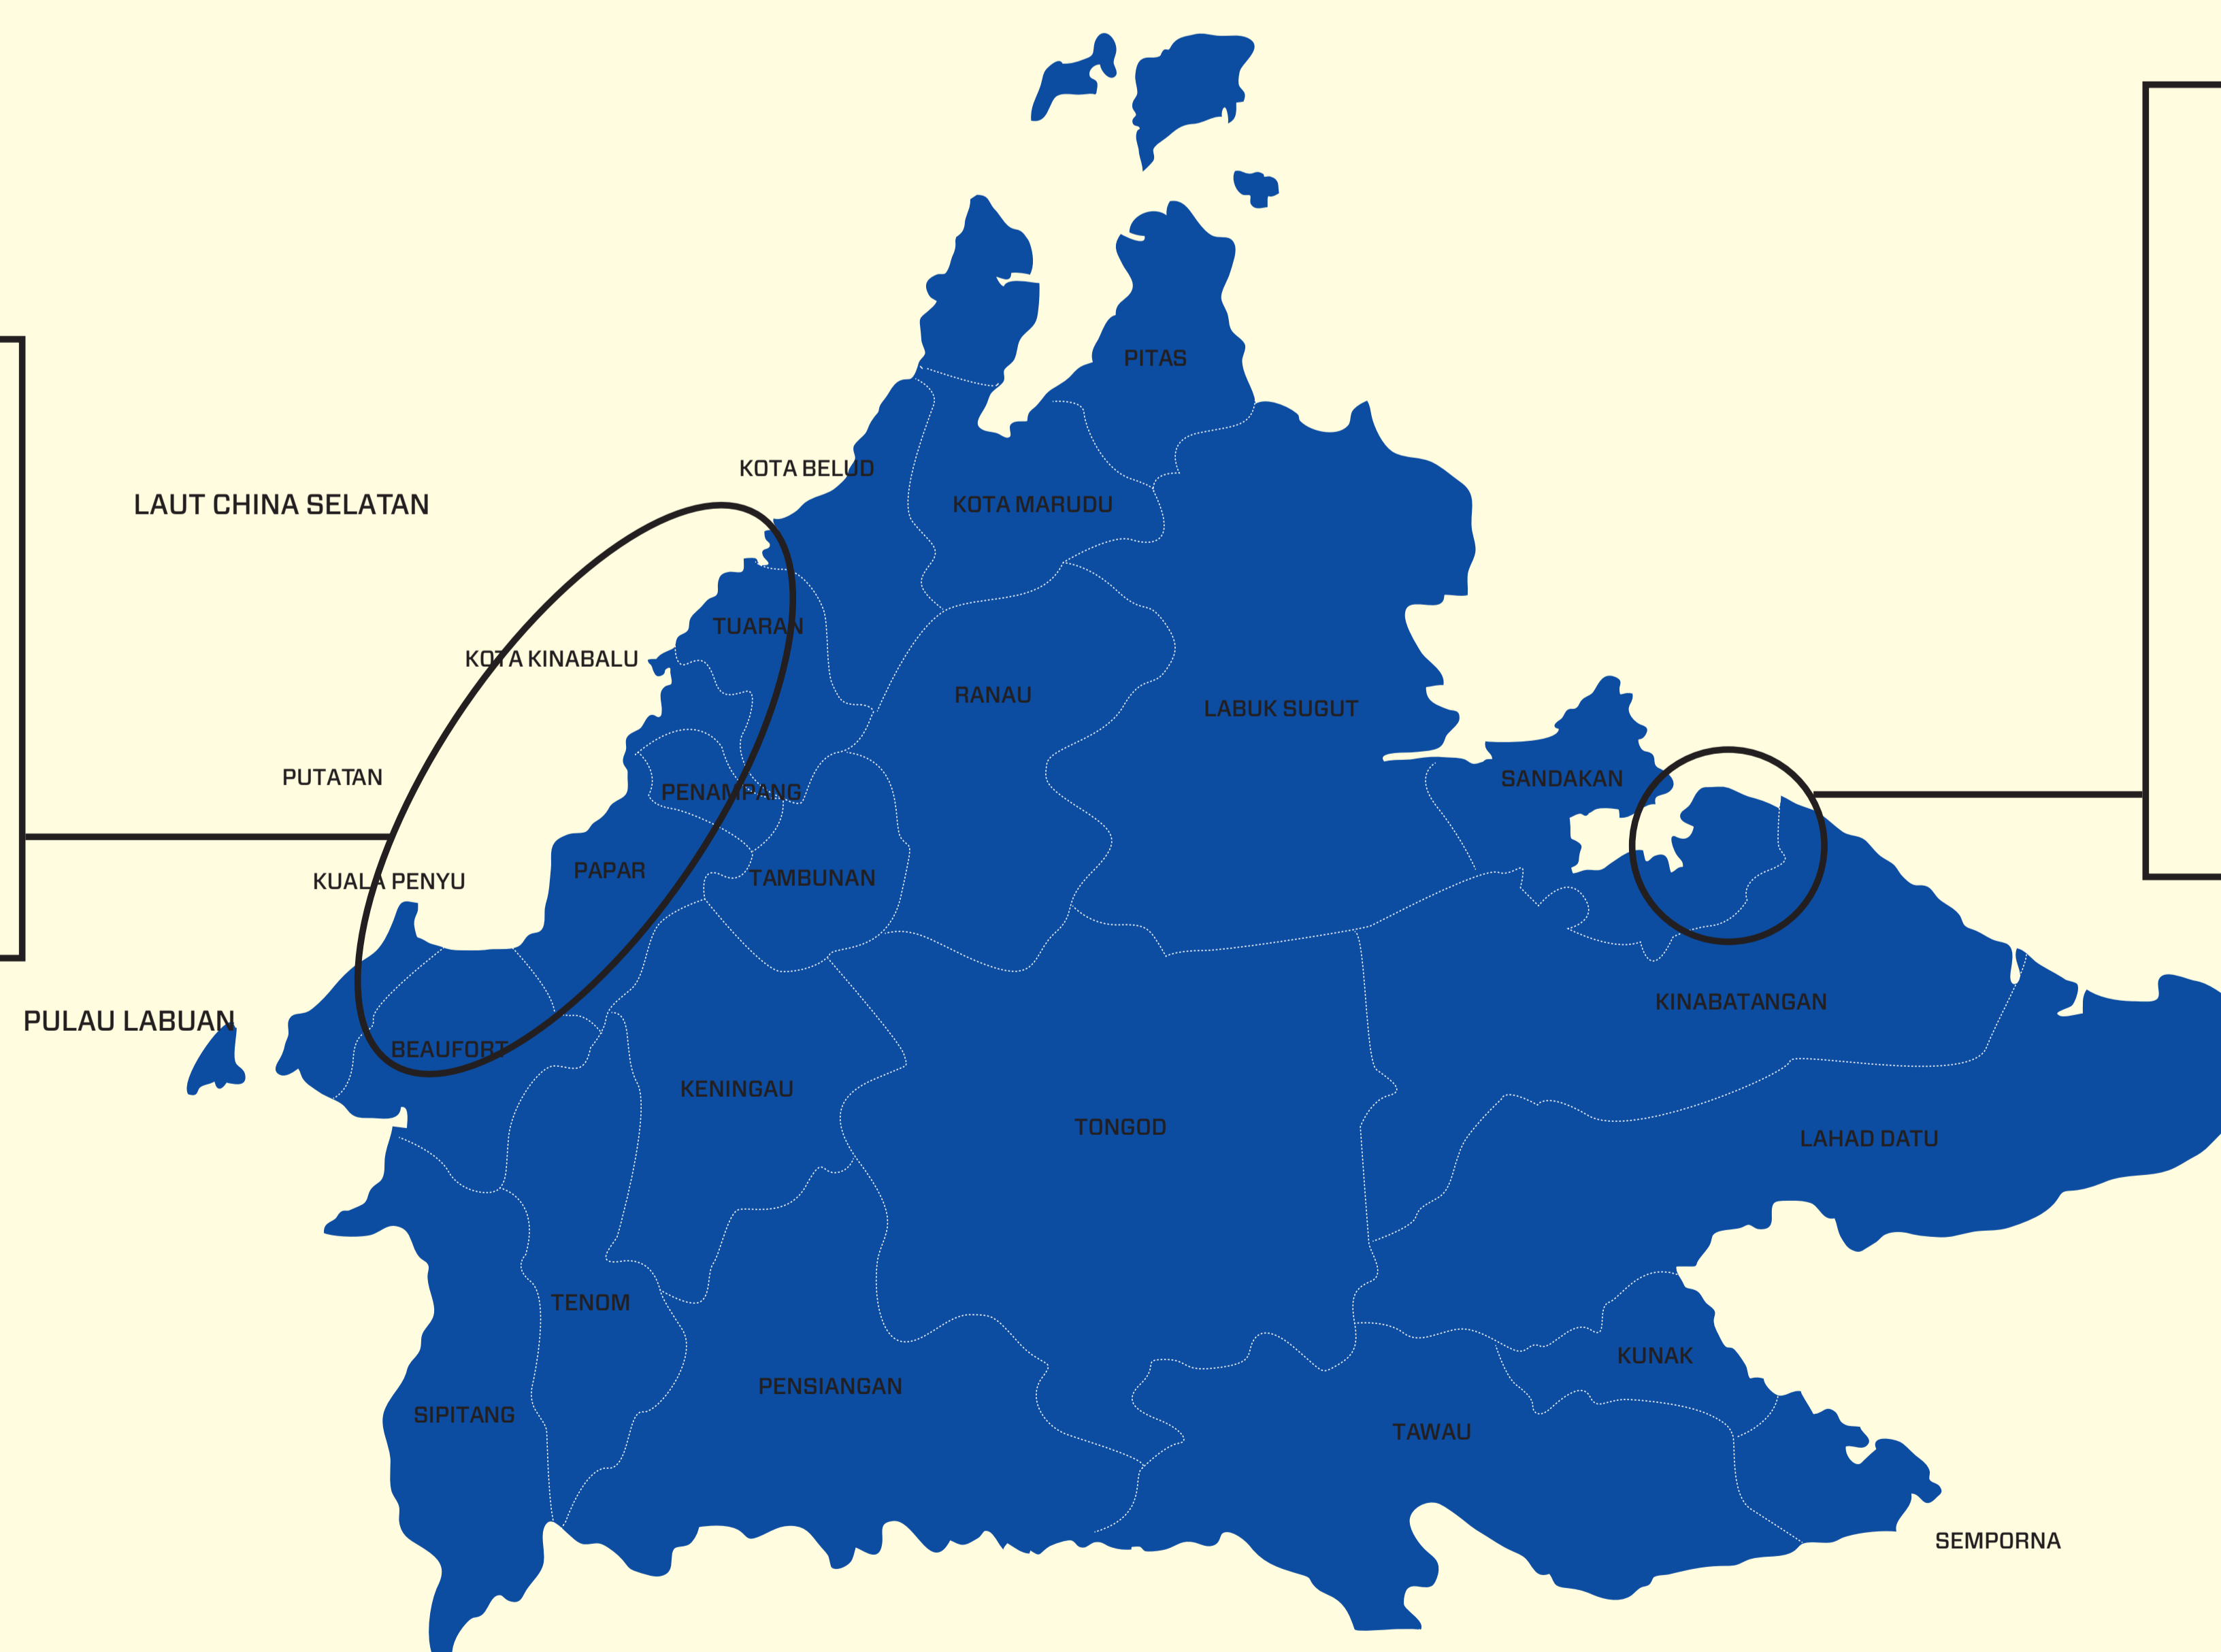 PITAS
KOTA BELUD
LAUT CHINA SELATAN
KOTA MARUDU
TUARAN
KOTA KINABALU
RANAU
LABUK SUGUT
PUTATAN
SANDAKAN
PENAMPANG
PAPAR
TAMBUNAN
KUALA PENYU
KINABATANGAN
PULAU LABUAN
BEAUFORT
KENINGAU
TONGOD
LAHAD DATU
TENOM
KUNAK
PENSIANGAN
SIPITANG
TAWAU
SEMPORNA